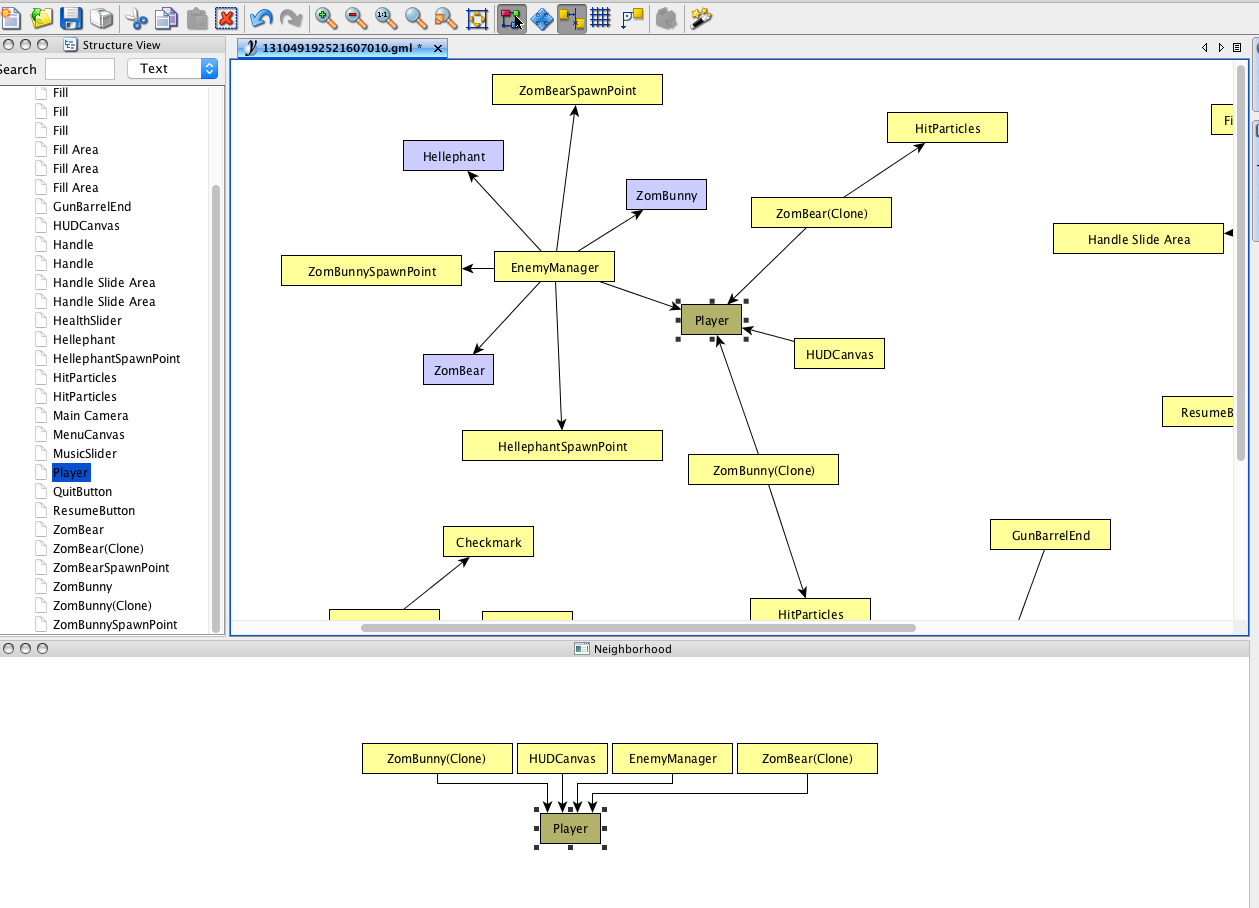 Structure View
Search
Text
Fill
Fill
Fill
Fill Area
Fill Area
Fill Area
GunBarrelEnd
HUDCanvas
Handle
Handle
Handle Slide Area
Handle Slide Area
HealthSlider
Hellephant
HellephantSpawnPoint
HitParticles
HitParticles
Main Camera
MenuCanvas
MusicSlider
Player
QuitButton
ResumeButton
ZomBear
ZomBear(Clone)
ZomBearSpawnPoint
ZomBunny
ZomBunny(Clone)
ZomBunnySpawnPoint
131049192521607010.gml *
ZomBearSpawnPoint
HitParticles
Fi
Hellephant
ZomBunny
ZomBear(Clone)
Handle Slide Area
ZomBunnySpawnPoint
EnemyManager
Player
HUDCanvas
ZomBear
ResumeB
HellephantSpawnPoint
ZomBunny(Clone)
Checkmark
GunBarrelEnd
HitParticles
Neighborhood
ZomBunny(Clone)
HUDCanvas
EnemyManager
ZomBear(Clone)
Player